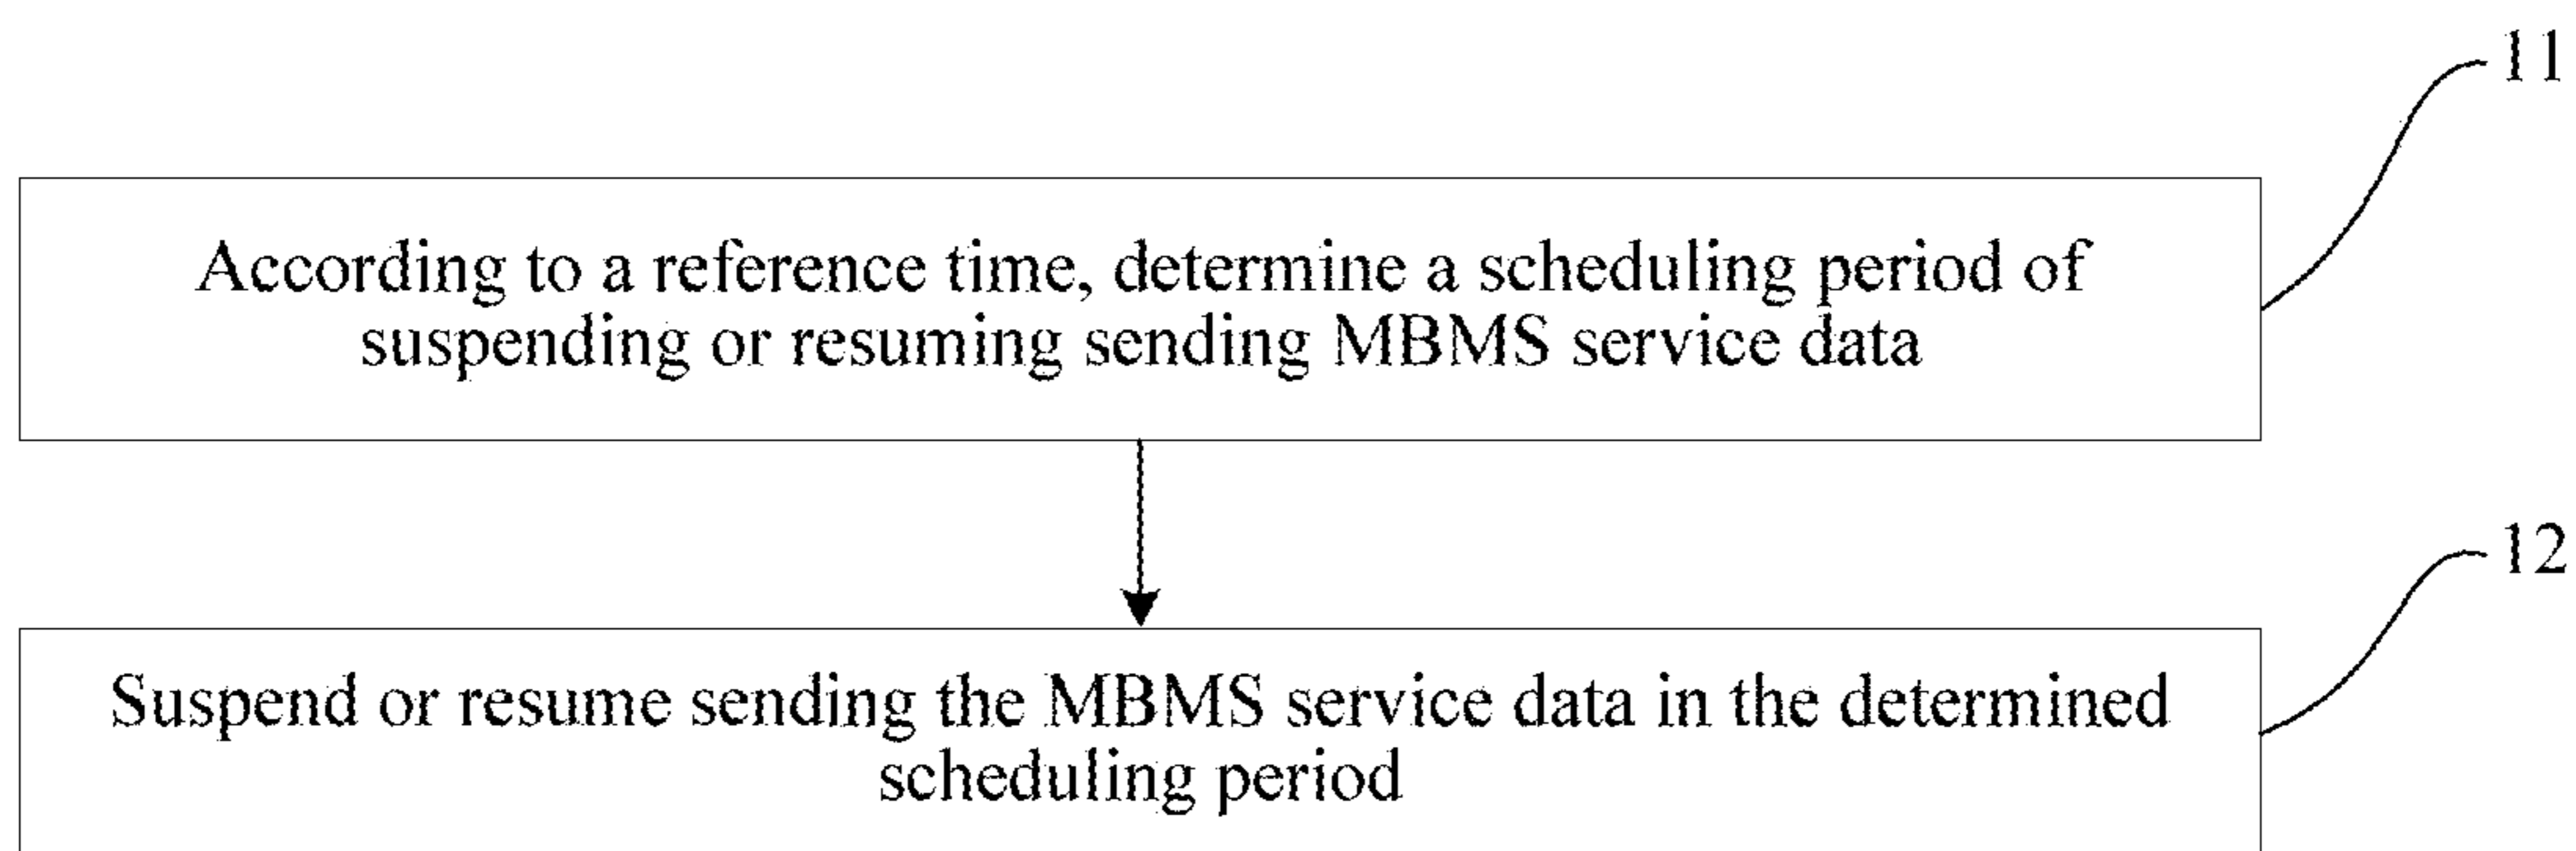 11
According to a reference time, determine a scheduling period of
suspending or resuming sending MBMS service data
12
Suspend or resume sending the MBMS service data in the determined
scheduling period